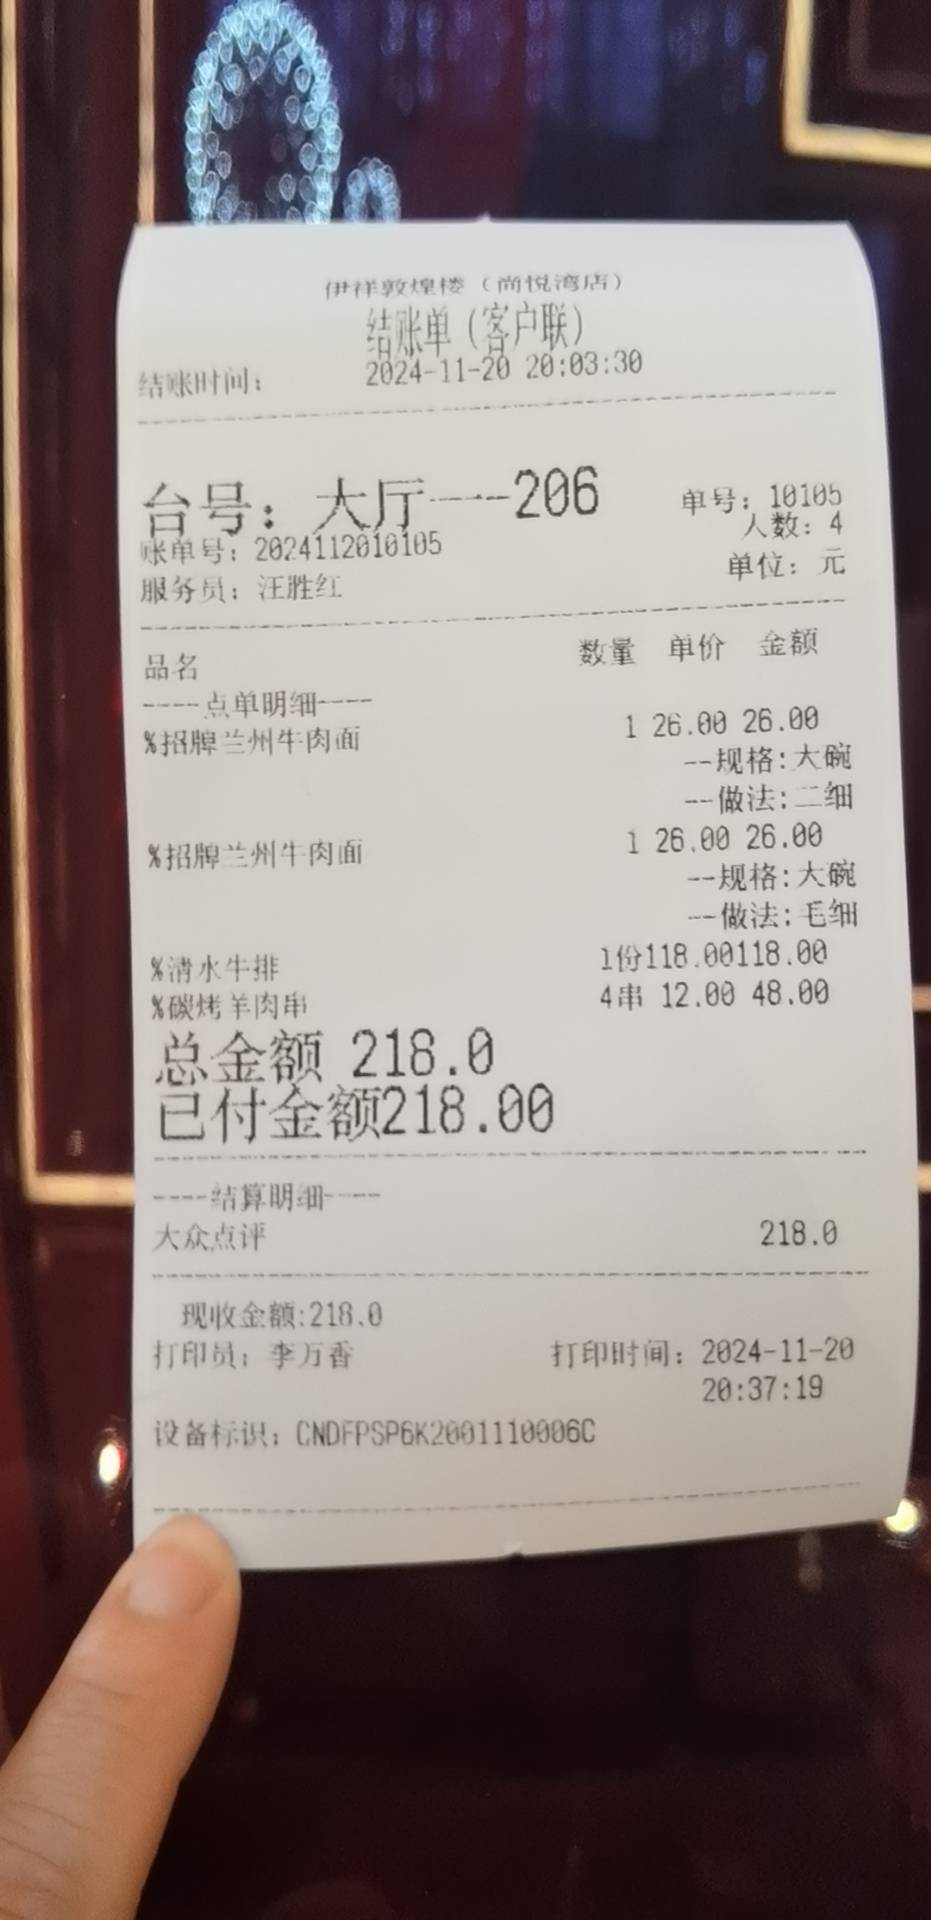 伊祥敦煌楼（尚悦湾店）
结账单（客户联）
结账时间： 2024-11-20 20:03:30
台号：大厅一-206 单号：10105
人数：4
账单号：2024112010105
单位：元
服务员：汪胜红
品名 数量 单价 金额
----点单明细----
%招牌兰州牛肉面 1 26.00 26.00
--规格:大碗
--做法:二细
%招牌兰州牛肉面 1 26.00 26.00
--规格:大碗
--做法:毛细
%清水牛排 1份118.00118.00
%碳烤羊肉串 4串 12.00 48.00
总金额 218.0
已付金额218.00
----结算明细----
大众点评 218.0
现收金额:218.0
打印员：李万香 打印时间：2024-11-20
20:37:19
设备标识：CNDFPSP6K2001110006C